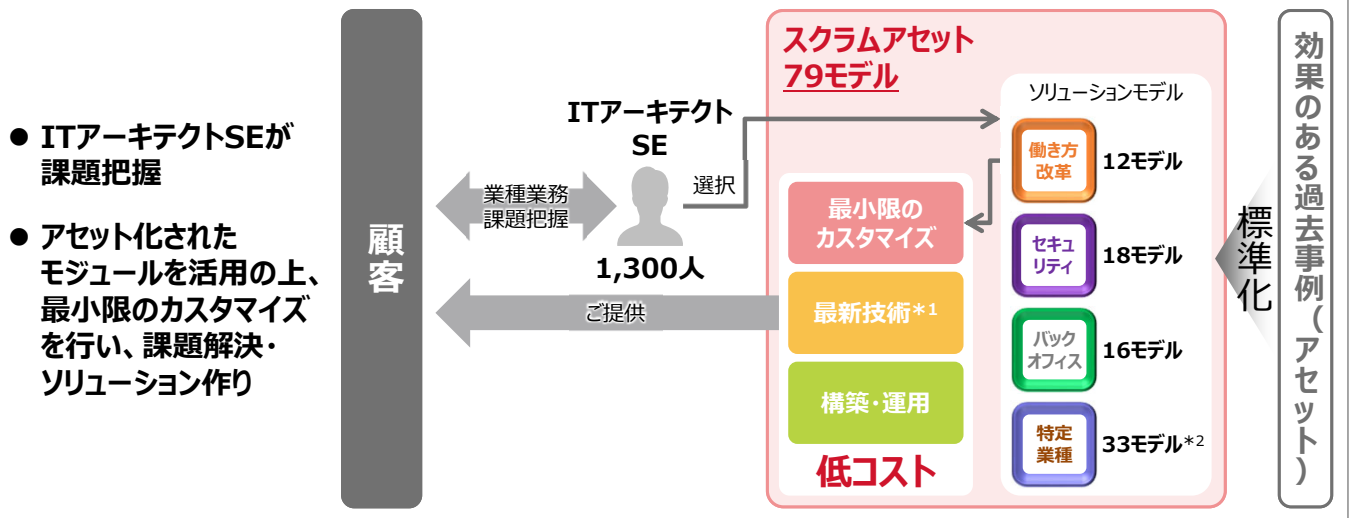 ● ITアーキテクトSEが
課題把握
● アセット化された
モジュールを活用の上、
最小限のカスタマイズ
を行い、課題解決・
ソリューション作り
顧客
業種業務
課題把握
ITアーキテクト
SE
1,300人
選択
ご提供
スクラムアセット
79モデル
最小限の
カスタマイズ
最新技術*1
構築・運用
低コスト
ソリューションモデル
働き方
改革
12モデル
セキュ
リティ
18モデル
バック
オフィス
16モデル
特定
業種
33モデル*2
標準化
効果のある過去事例(アセット)